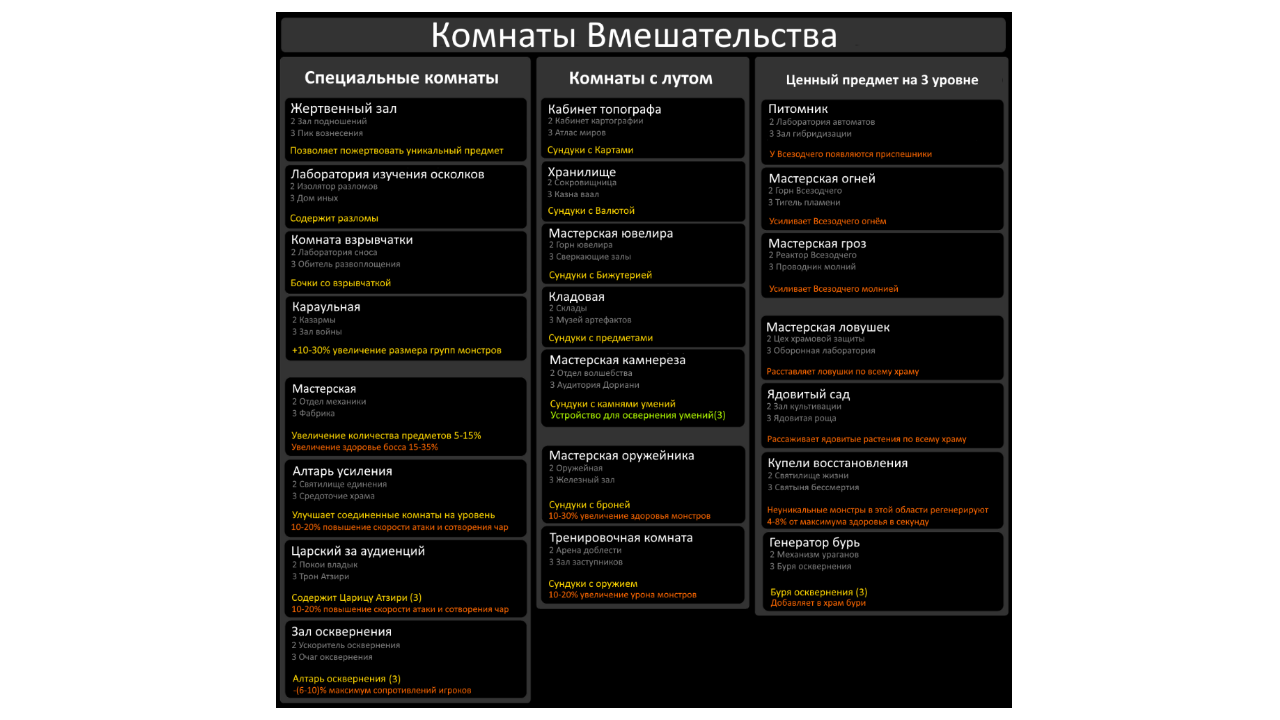 Комнаты Вмешательства
Специальные комнаты
Жертвенный зал
2 Зал подношений
3 Пик вознесения
Позволяет пожертвовать уникальный предмет
Лаборатория изучения осколков
2 Изолятор разломов
3 Дом иных
Содержит разломы
Комната взрывчатки
2 Лаборатория сноса
3 Обитель развоплощения
Бочки со взрывчаткой
Караульная
2 Казармы
3 Зал войны
+10-30% увеличение размера групп монстров
Мастерская
2 Отдел механики
3 Фабрика
Увеличение количества предметов 5-15%
Увеличение здоровье босса 15-35%
Алтарь усиления
2 Святилище единения
3 Средоточие храма
Улучшает соединенные комнаты на уровень
10-20% повышение скорости атаки и сотворения чар
Царский за аудиенций
2 Покои владык
3 Трон Атзири
Содержит Царицу Атзири (3)
10-20% повышение скорости атаки и сотворения чар
Зал осквернения
2 Ускоритель осквернения
3 Очаг оксвернения
Алтарь осквернения (3)
-(6-10)% максимум сопротивлений игроков
Комнаты с лутом
Кабинет топографа
2 Кабинет картографии
3 Атлас миров
Сундуки с Картами
Хранилище
2 Сокровищница
3 Казна ваал
Сундуки с Валютой
Мастерская ювелира
2 Горн ювелира
3 Сверкающие залы
Сундуки с Бижутерией
Кладовая
2 Склады
3 Музей артефактов
Сундуки с предметами
Мастерская камнереза
2 Отдел волшебства
3 Аудитория Дориани
Сундуки с камнями умений
Устройство для освернения умений(3)
Мастерская оружейника
2 Оружейная
3 Железный зал
Сундуки с броней
10-30% увеличение здоровья монстров
Тренировочная комната
2 Арена доблести
3 Зал заступников
Сундуки с оружием
10-20% увеличение урона монстров
Ценный предмет на 3 уровне
Питомник
2 Лаборатория автоматов
3 Зал гибридизации
У Всезодчего появляются приспешники
Мастерская огней
2 Горн Всезодчего
3 Тигель пламени
Усиливает Всезодчего огнём
Мастерская гроз
2 Реактор Всезодчего
3 Проводник молний
Усиливает Всезодчего молнией
Мастерская ловушек
2 Цех храмовой защиты
3 Оборонная лаборатория
Расставляет ловушки по всему храму
Ядовитый сад
2 Зал культивации
3 Ядовитая роща
Рассаживает ядовитые растения по всему храму
Купели восстановления
2 Святилище жизни
3 Святыня бессмертия
Неуникальные монстры в этой области регенерируют
4-8% от максимума здоровья в секунду
Генератор бурь
2 Механизм ураганов
3 Буря осквернения
Буря осквернения (3)
Добавляет в храм бури